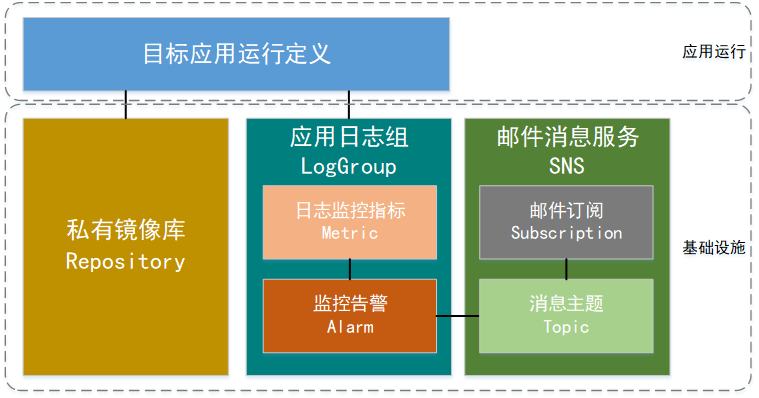 目标应用运行定义
应用运行
私有镜像库
Repository
应用日志组
LogGroup
日志监控指标
Metric
监控告警
Alarm
邮件消息服务
SNS
邮件订阅
Subscription
消息主题
Topic
基础设施